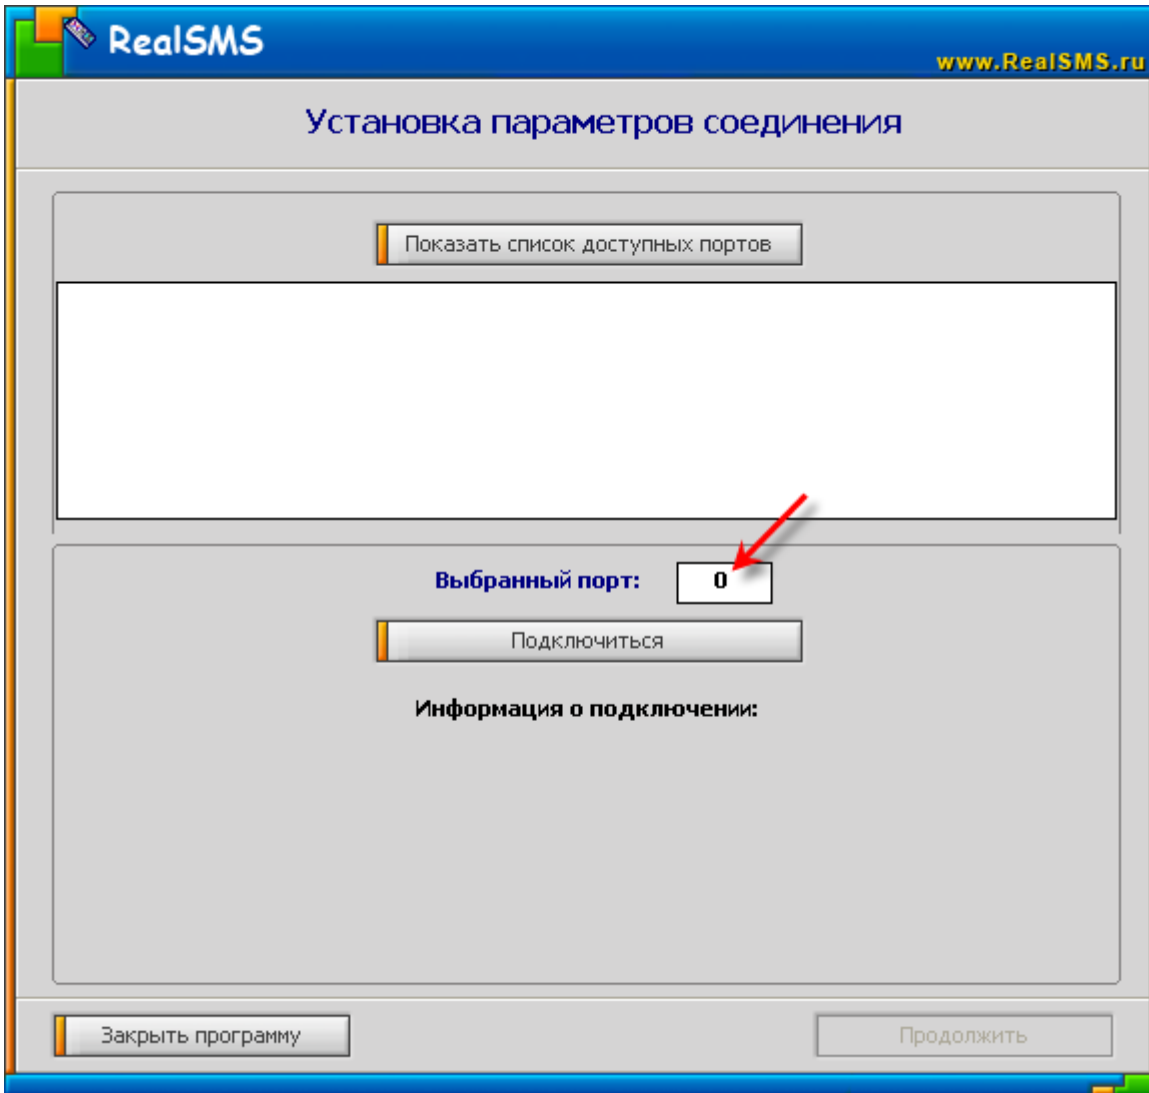 RealSMS
www.RealSMS.ru
Установка параметров соединения
Показать список доступных портов
Выбранный порт: 0
Подключиться
Информация о подключении:
Закрыть программу
Продолжить